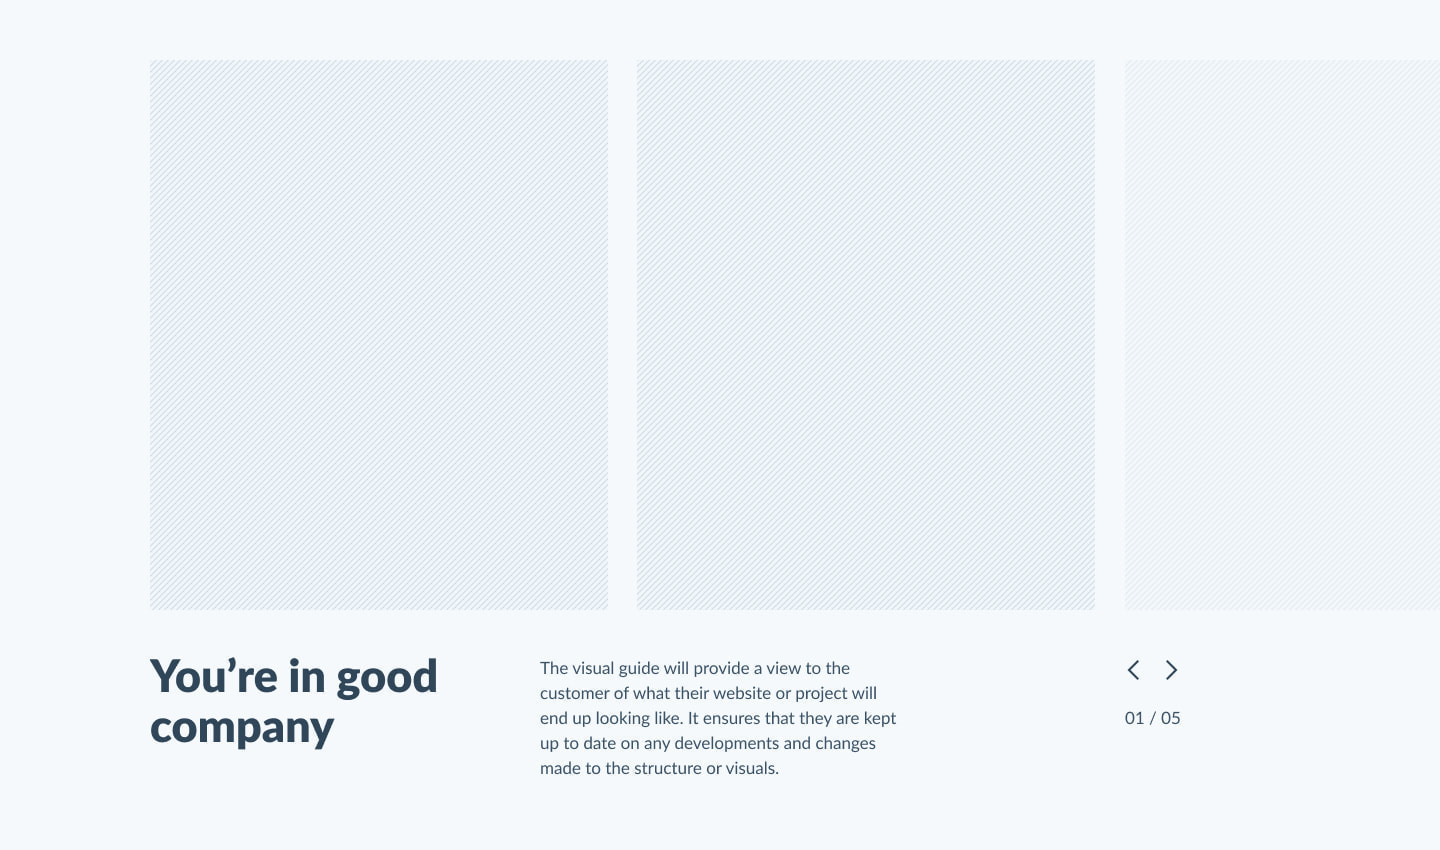 You’re in good
company
The visual guide will provide a view to the
customer of what their website or project will
end up looking like. It ensures that they are kept
up to date on any developments and changes
made to the structure or visuals.
01 / 05